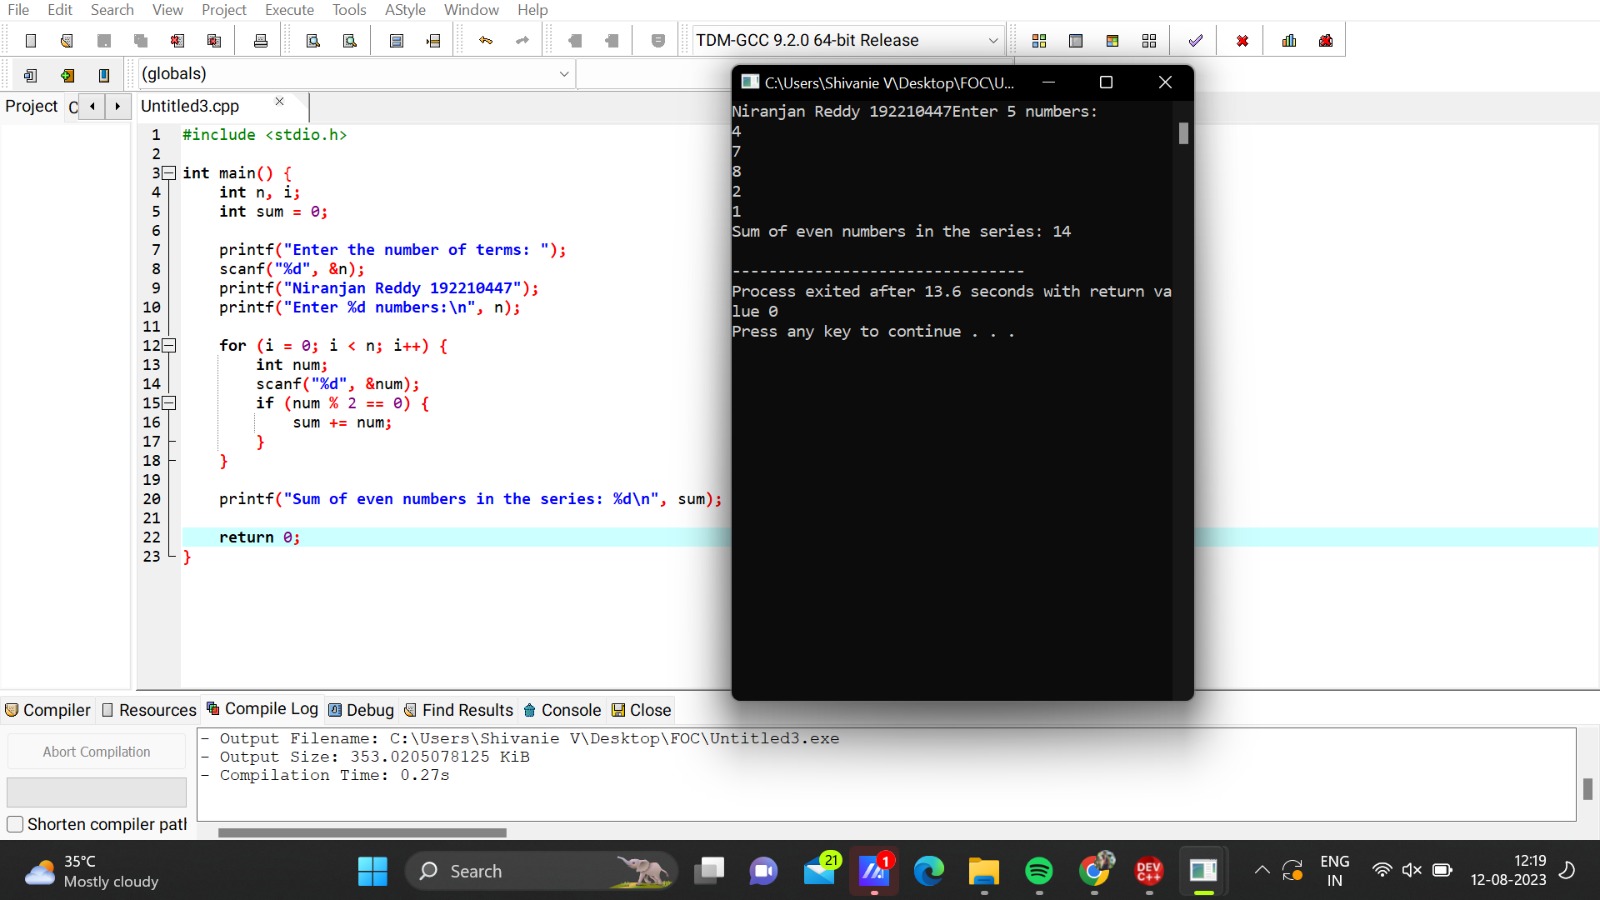 File Edit Search View Project Execute Tools AStyle Window Help
TDM-GCC 9.2.0 64-bit Release
(globals)
Project C
Untitled3.cpp
1 #include <stdio.h>
2
3 int main() {
4 int n, i;
5 int sum = 0;
6
7 printf("Enter the number of terms: ");
8 scanf("%d", &n);
9 printf("Niranjan Reddy 192210447");
10 printf("Enter %d numbers:\n", n);
11
12 for (i = 0; i < n; i++) {
13 int num;
14 scanf("%d", &num);
15 if (num % 2 == 0) {
16 sum += num;
17 }
18 }
19
20 printf("Sum of even numbers in the series: %d\n", sum);
21
22 return 0;
23 }
C:\Users\Shivanie V\Desktop\FOC\U...
Niranjan Reddy 192210447Enter 5 numbers:
4
7
8
2
1
Sum of even numbers in the series: 14
--------------------------------
Process exited after 13.6 seconds with return va
lue 0
Press any key to continue . . .
Compiler Resources Compile Log Debug Find Results Console Close
Abort Compilation
Shorten compiler path
- Output Filename: C:\Users\Shivanie V\Desktop\FOC\Untitled3.exe
- Output Size: 353.0205078125 KiB
- Compilation Time: 0.27s
35°C
Mostly cloudy
Search
21
1
DEV
C++
ENG
IN
12:19
12-08-2023